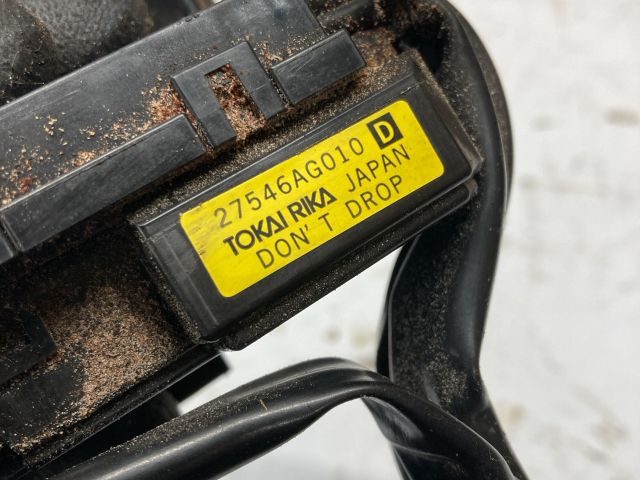 27546AG010 D
TOKAI RIKA JAPAN
DON'T DROP